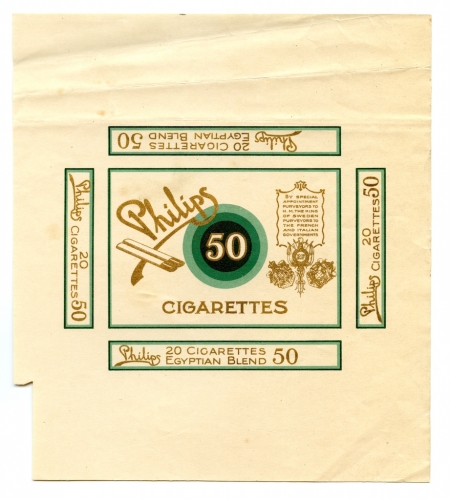 Philips
20 CIGARETTES
EGYPTIAN BLEND
50
Philips
20
CIGARETTES
50
Philips
50
CIGARETTES
BY SPECIAL
APPOINTMENT
PURVEYORS TO
H. M. THE KING
OF SWEDEN
PURVEYORS TO
THE FRENCH
AND ITALIAN
GOVERNMENTS
Philips
20
CIGARETTES
50
Philips
20 CIGARETTES
EGYPTIAN BLEND
50